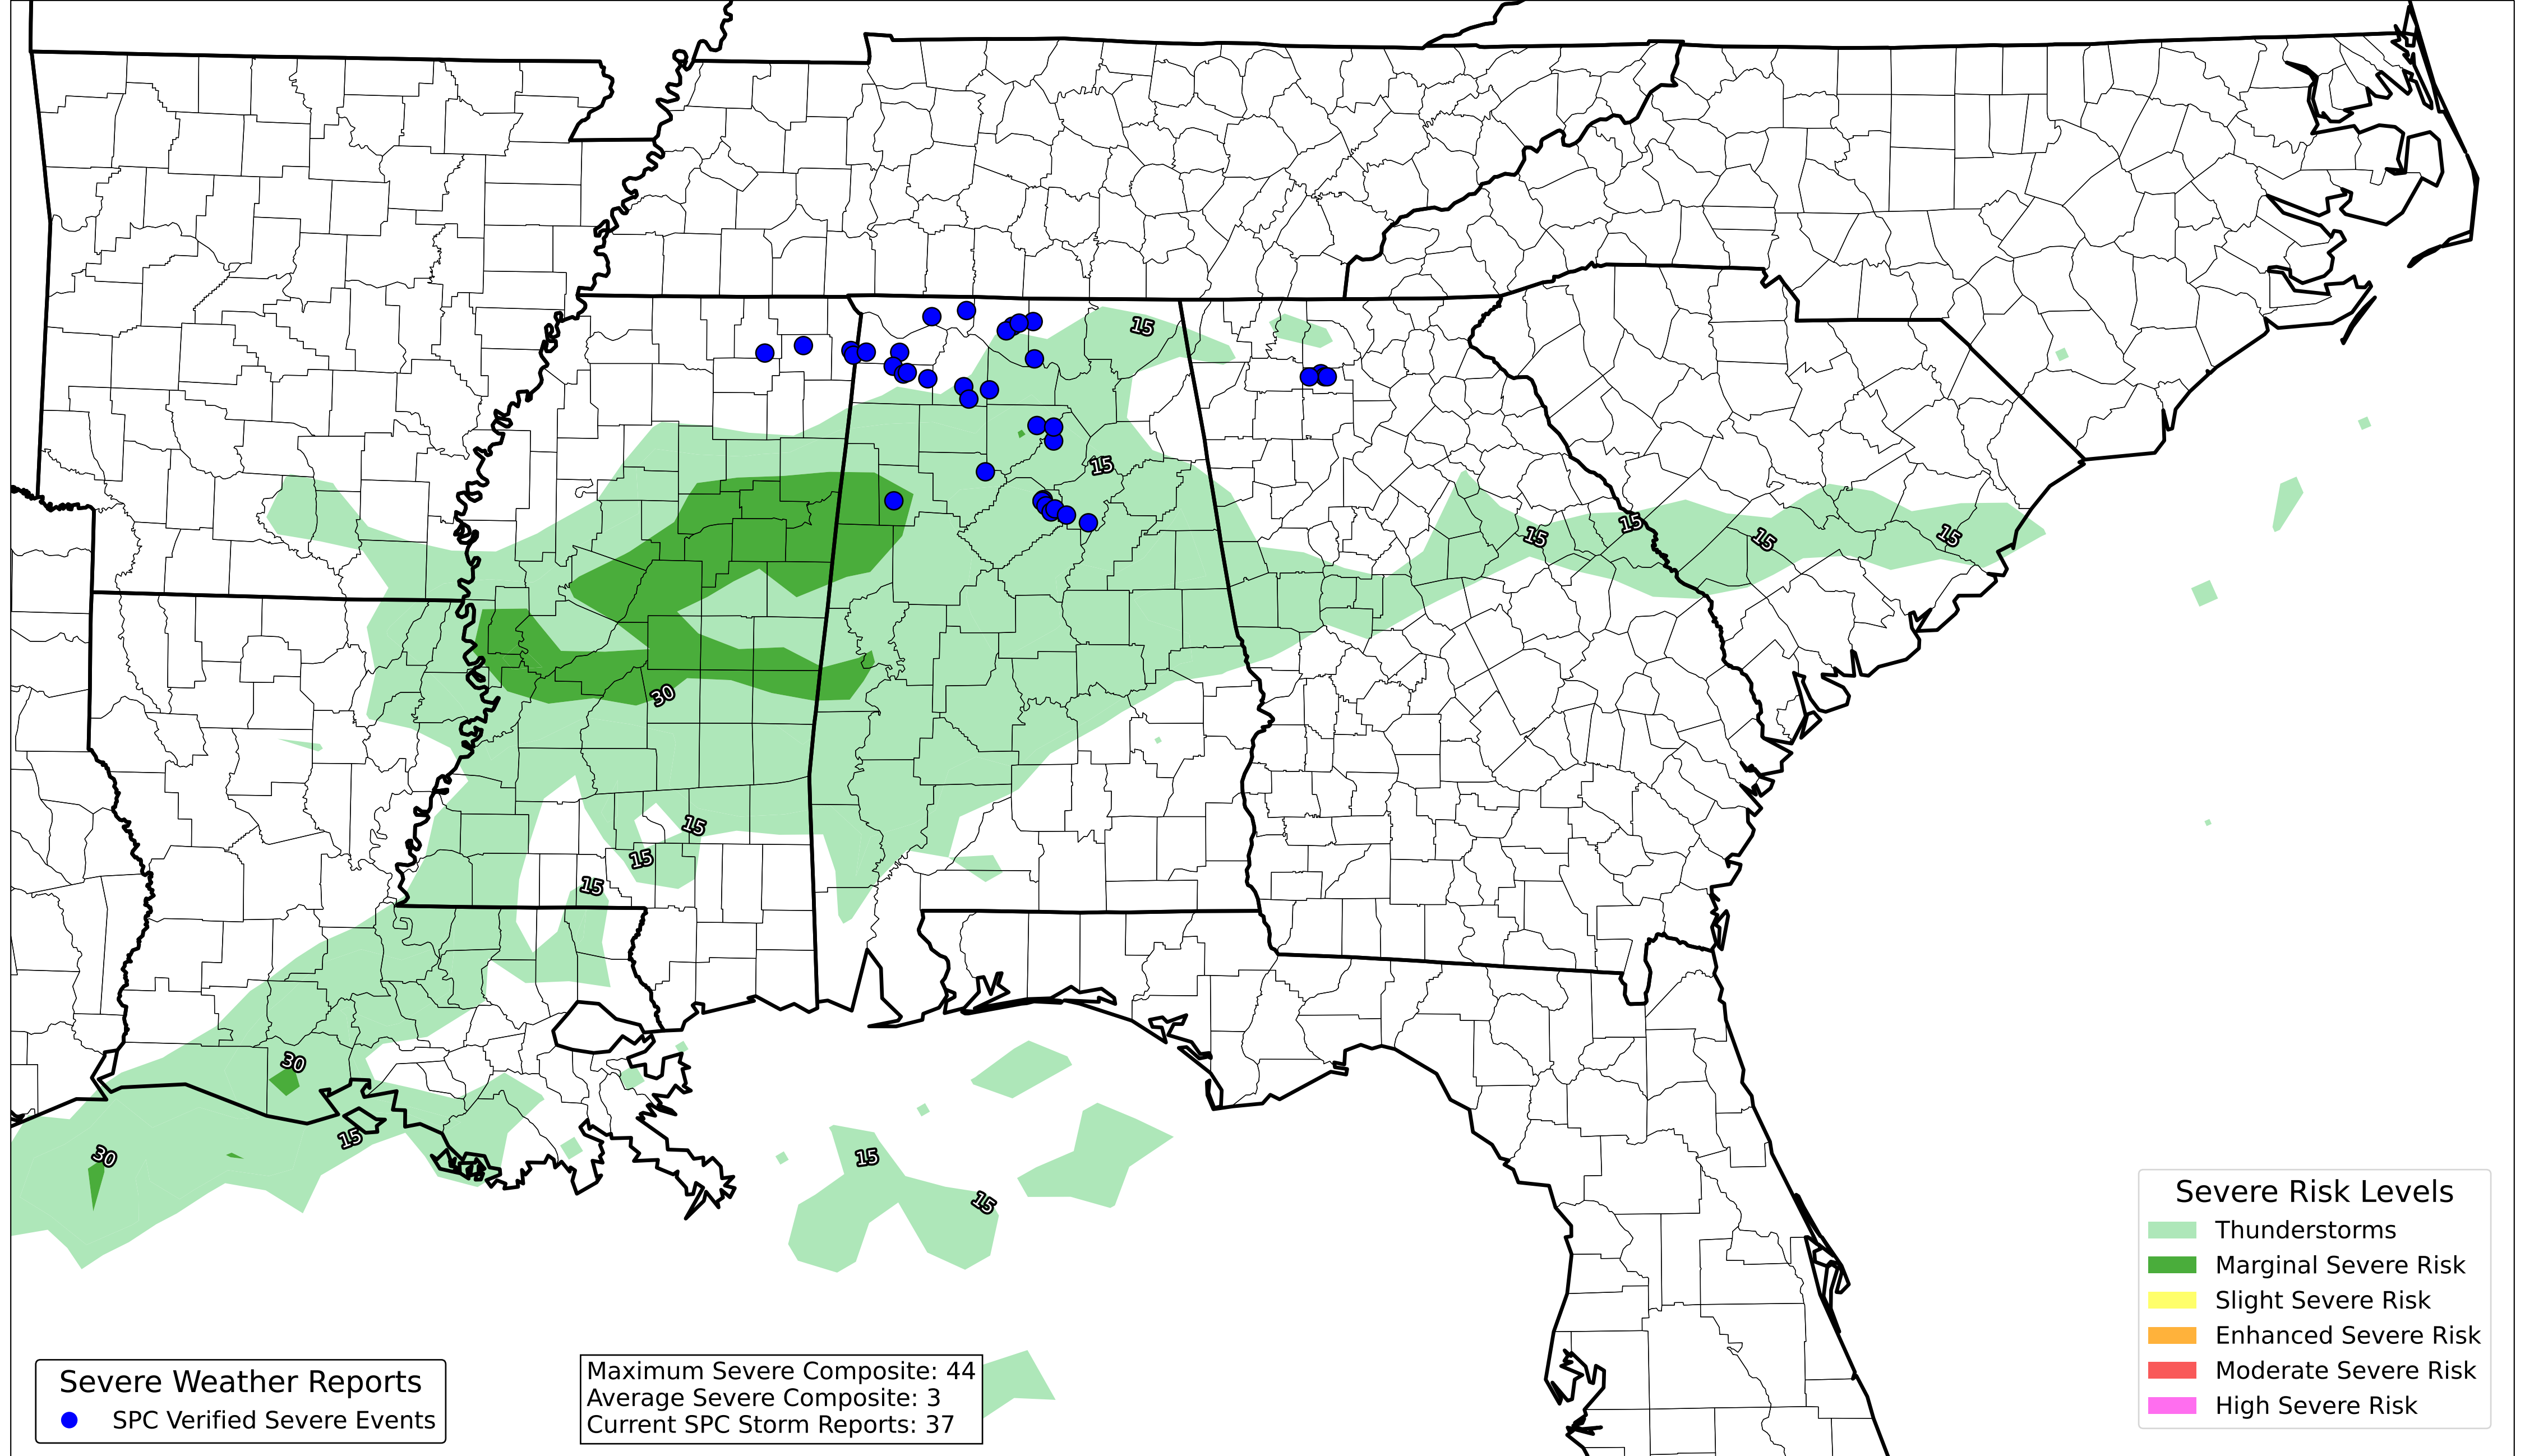 15
15
15
15
15
15
30
15
15
15
30
30
15
15
15
Severe Risk Levels
Thunderstorms
Marginal Severe Risk
Slight Severe Risk
Enhanced Severe Risk
Moderate Severe Risk
High Severe Risk
Severe Weather Reports
SPC Verified Severe Events
Maximum Severe Composite: 44
Average Severe Composite: 3
Current SPC Storm Reports: 37